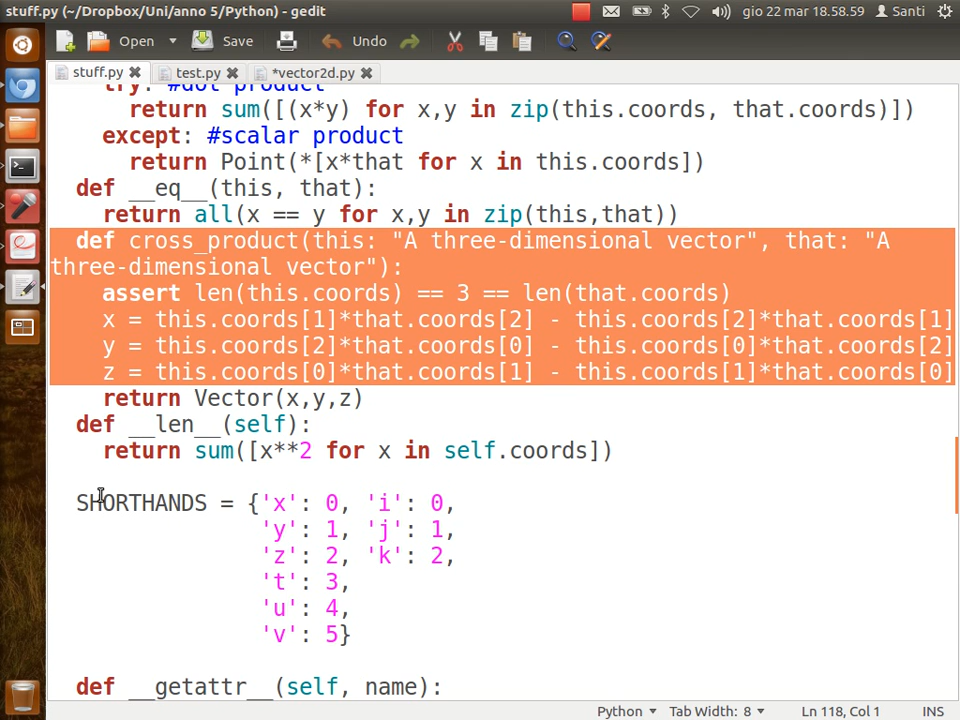 stuff.py (~/Dropbox/Uni/anno 5/Python) - gedit
gio 22 mar 18.58.59 Santi
Open Save Undo
stuff.py test.py *vector2d.py
try: #dot product
return sum([(x*y) for x,y in zip(this.coords, that.coords)])
except: #scalar product
return Point(*[x*that for x in this.coords])
def __eq__(this, that):
return all(x == y for x,y in zip(this,that))
def cross_product(this: "A three-dimensional vector", that: "A
three-dimensional vector"):
assert len(this.coords) == 3 == len(that.coords)
x = this.coords[1]*that.coords[2] - this.coords[2]*that.coords[1]
y = this.coords[2]*that.coords[0] - this.coords[0]*that.coords[2]
z = this.coords[0]*that.coords[1] - this.coords[1]*that.coords[0]
return Vector(x,y,z)
def __len__(self):
return sum([x**2 for x in self.coords])
SHORTHANDS = {'x': 0, 'i': 0,
'y': 1, 'j': 1,
'z': 2, 'k': 2,
't': 3,
'u': 4,
'v': 5}
def __getattr__(self, name):
Python Tab Width: 8 Ln 118, Col 1 INS